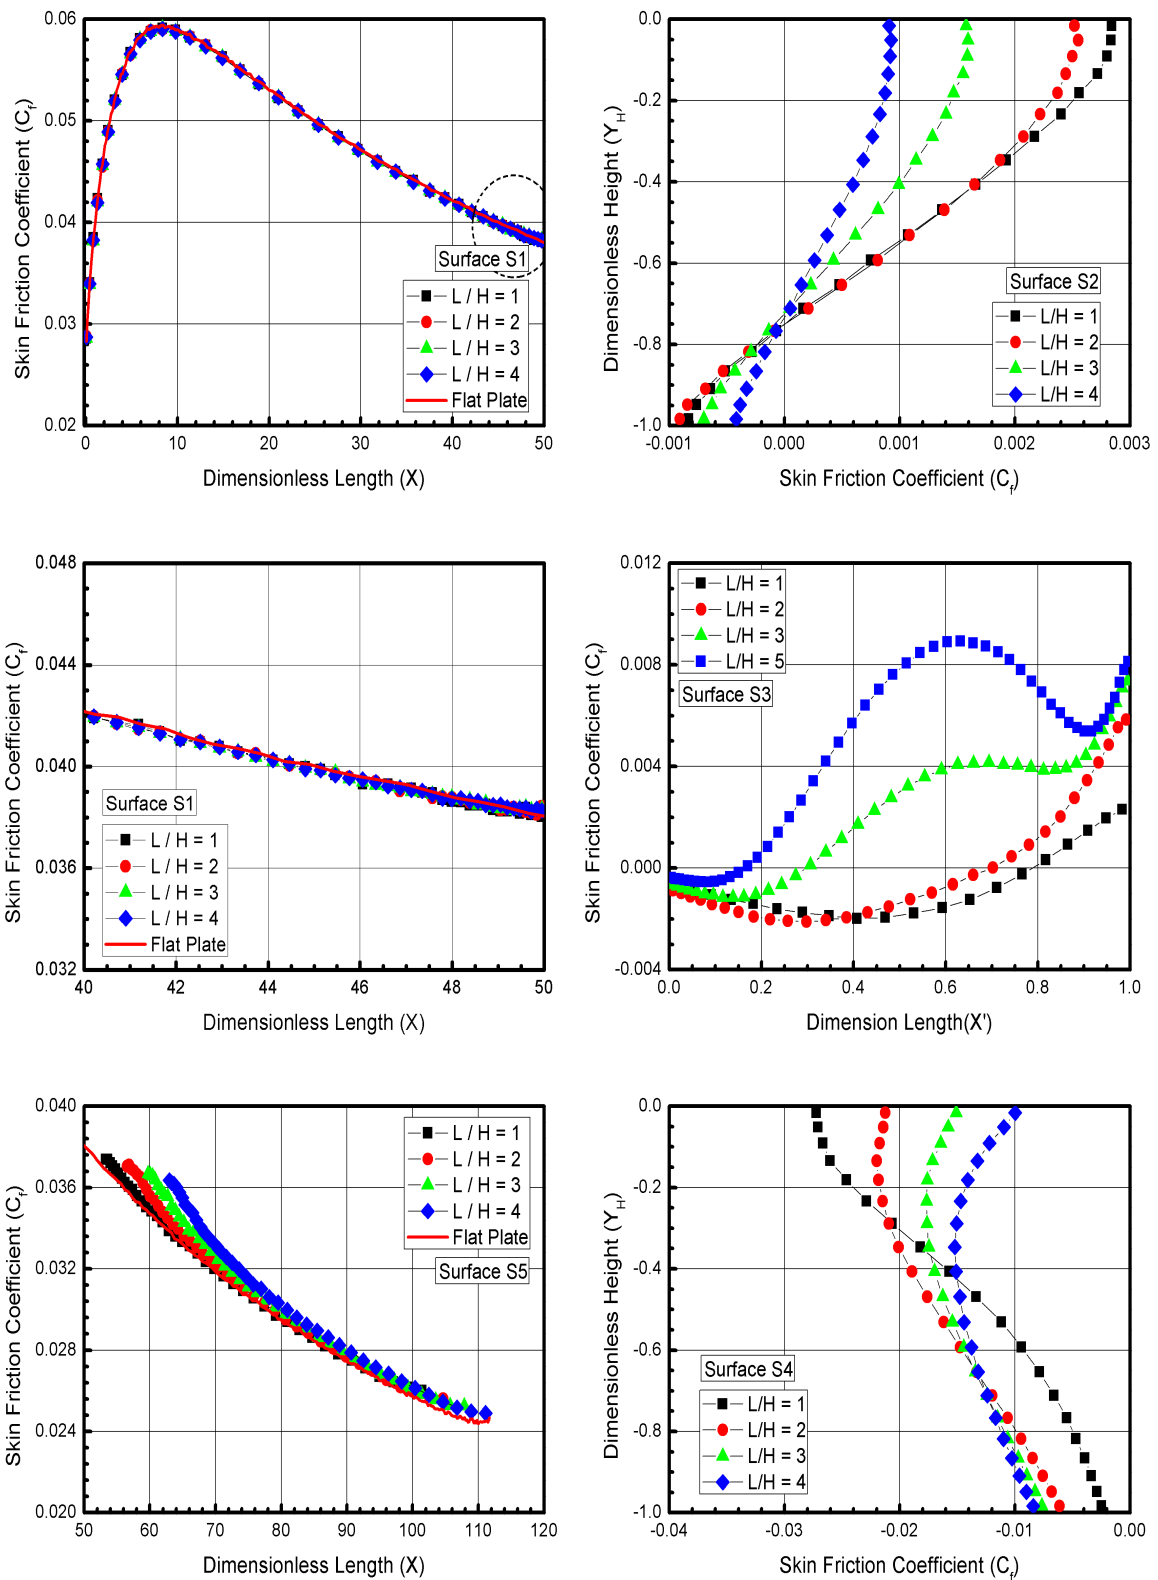 0.06
0.05
0.04
0.03
0.02
Skin Friction Coefficient (Cf)
0 10 20 30 40 50
Dimensionless Length (X)
Surface S1
L / H = 1
L / H = 2
L / H = 3
L / H = 4
Flat Plate
0.0
-0.2
-0.4
-0.6
-0.8
-1.0
Dimensionless Height (YH)
-0.001 0.000 0.001 0.002 0.003
Skin Friction Coefficient (Cf)
Surface S2
L/H = 1
L/H = 2
L/H = 3
L/H = 4
0.048
0.044
0.040
0.036
0.032
Skin Friction Coefficient (Cf)
40 42 44 46 48 50
Dimensionless Length (X)
Surface S1
L / H = 1
L / H = 2
L / H = 3
L / H = 4
Flat Plate
0.012
0.008
0.004
0.000
-0.004
Skin Friction Coefficient (Cf)
0.0 0.2 0.4 0.6 0.8 1.0
Dimension Length(X')
L/H = 1
L/H = 2
L/H = 3
L/H = 5
Surface S3
0.040
0.036
0.032
0.028
0.024
0.020
Skin Friction Coefficient (Cf)
50 60 70 80 90 100 110 120
Dimensionless Length (X)
L / H = 1
L / H = 2
L / H = 3
L / H = 4
Flat Plate
Surface S5
0.0
-0.2
-0.4
-0.6
-0.8
-1.0
Dimensionless Height (YH)
-0.04 -0.03 -0.02 -0.01 0.00
Skin Friction Coefficient (Cf)
Surface S4
L/H = 1
L/H = 2
L/H = 3
L/H = 4